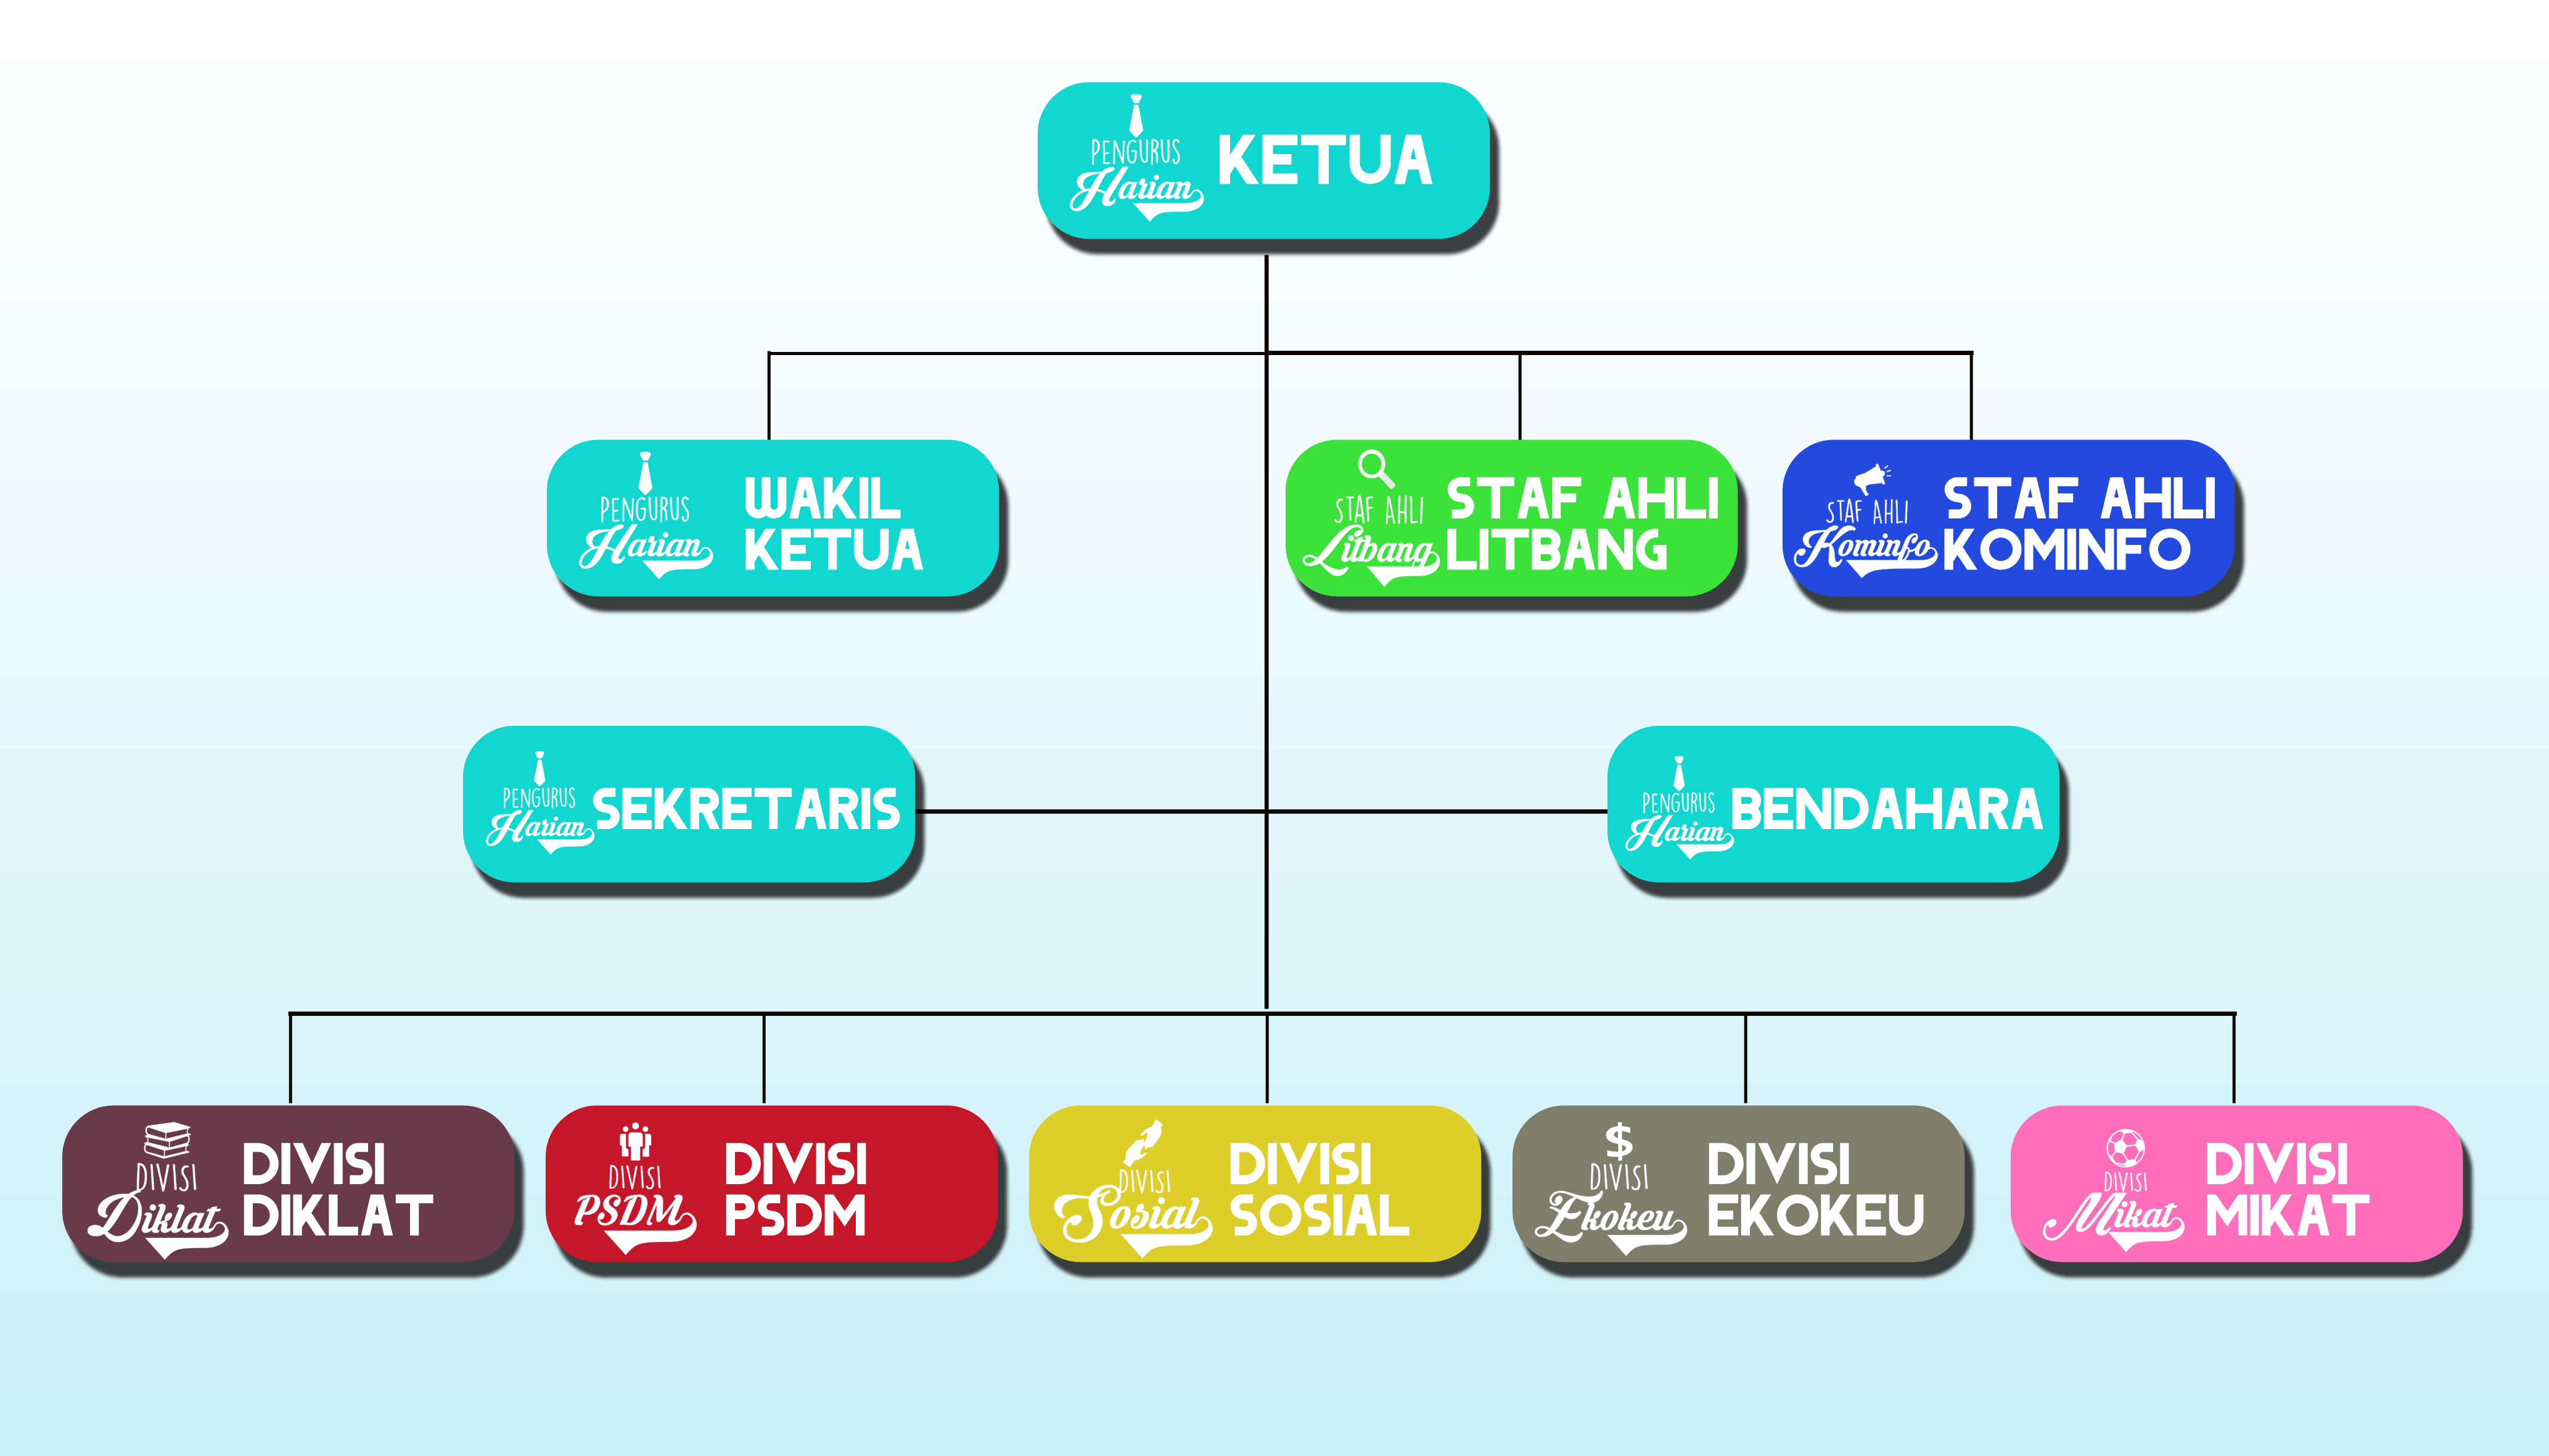 PENGURUS
Harian
KETUA
PENGURUS
Harian
WAKIL
KETUA
STAF AHLI
Litbang
STAF AHLI
LITBANG
STAF AHLI
Kominfo
STAF AHLI
KOMINFO
PENGURUS
Harian
SEKRETARIS
PENGURUS
Harian
BENDAHARA
DIVISI
Diklat
DIVISI
DIKLAT
DIVISI
PSDM
DIVISI
PSDM
DIVISI
Sosial
DIVISI
SOSIAL
$
DIVISI
Ekokeu
DIVISI
EKOKEU
DIVISI
Mikat
DIVISI
MIKAT